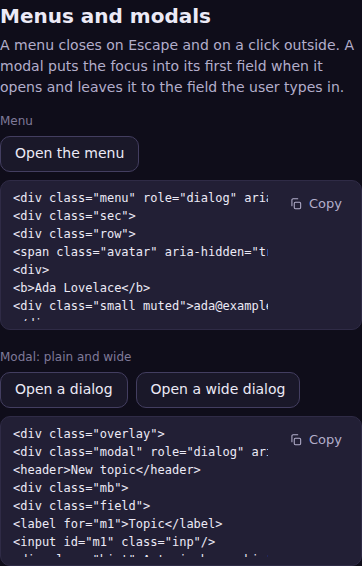 Menus and modals
A menu closes on Escape and on a click outside. A
modal puts the focus into its first field when it
opens and leaves it to the field the user types in.
Menu
Open the menu
<div class="menu" role="dialog" aria
Copy
<div class="sec">
<div class="row">
<span class="avatar" aria-hidden="t
<div>
<b>Ada Lovelace</b>
<div class="small muted">ada@example
Modal: plain and wide
Open a dialog
Open a wide dialog
<div class="overlay">
Copy
<div class="modal" role="dialog" ari
<header>New topic</header>
<div class="mb">
<div class="field">
<label for="m1">Topic</label>
<input id="m1" class="inp"/>